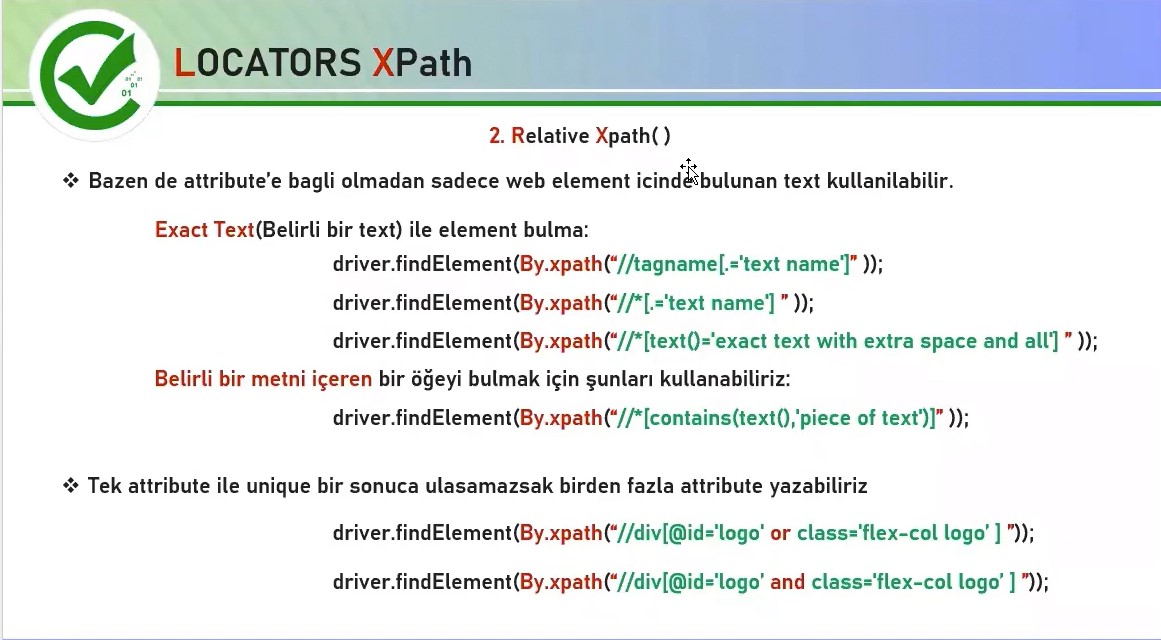 LOCATORS XPath
01 01
01
01
2. Relative Xpath( )
❖ Bazen de attribute’e bagli olmadan sadece web element icinde bulunan text kullanilabilir.
Exact Text(Belirli bir text) ile element bulma:
driver.findElement(By.xpath(“//tagname[.='text name']” ));
driver.findElement(By.xpath(“//*[.='text name'] ” ));
driver.findElement(By.xpath(“//*[text()='exact text with extra space and all'] ” ));
Belirli bir metni içeren bir öğeyi bulmak için şunları kullanabiliriz:
driver.findElement(By.xpath(“//*[contains(text(),'piece of text')]” ));
❖ Tek attribute ile unique bir sonuca ulasamazsak birden fazla attribute yazabiliriz
driver.findElement(By.xpath(“//div[@id='logo' or class='flex-col logo’ ] ”));
driver.findElement(By.xpath(“//div[@id='logo’ and class='flex-col logo’ ] ”));